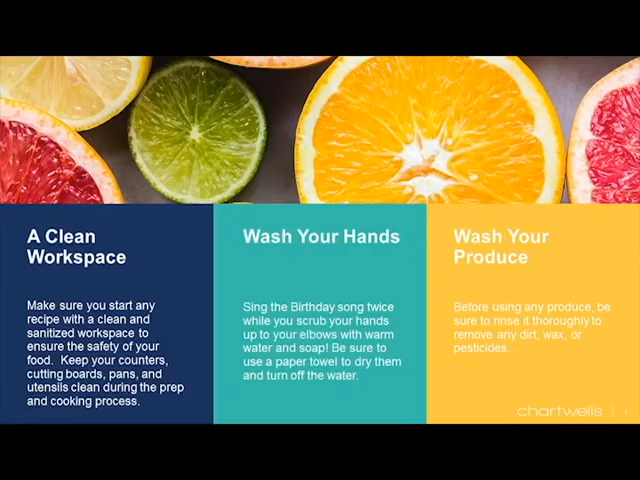 A Clean
Workspace
Make sure you start any
recipe with a clean and
sanitized workspace to
ensure the safety of your
food.  Keep your counters,
cutting boards, pans, and
utensils clean during the prep
and cooking process.
Wash Your Hands
Sing the Birthday song twice
while you scrub your hands
up to your elbows with warm
water and soap! Be sure to
use a paper towel to dry them
and turn off the water.
Wash Your
Produce
Before using any produce, be
sure to rinse it thoroughly to
remove any dirt, wax, or
pesticides..
chartwells